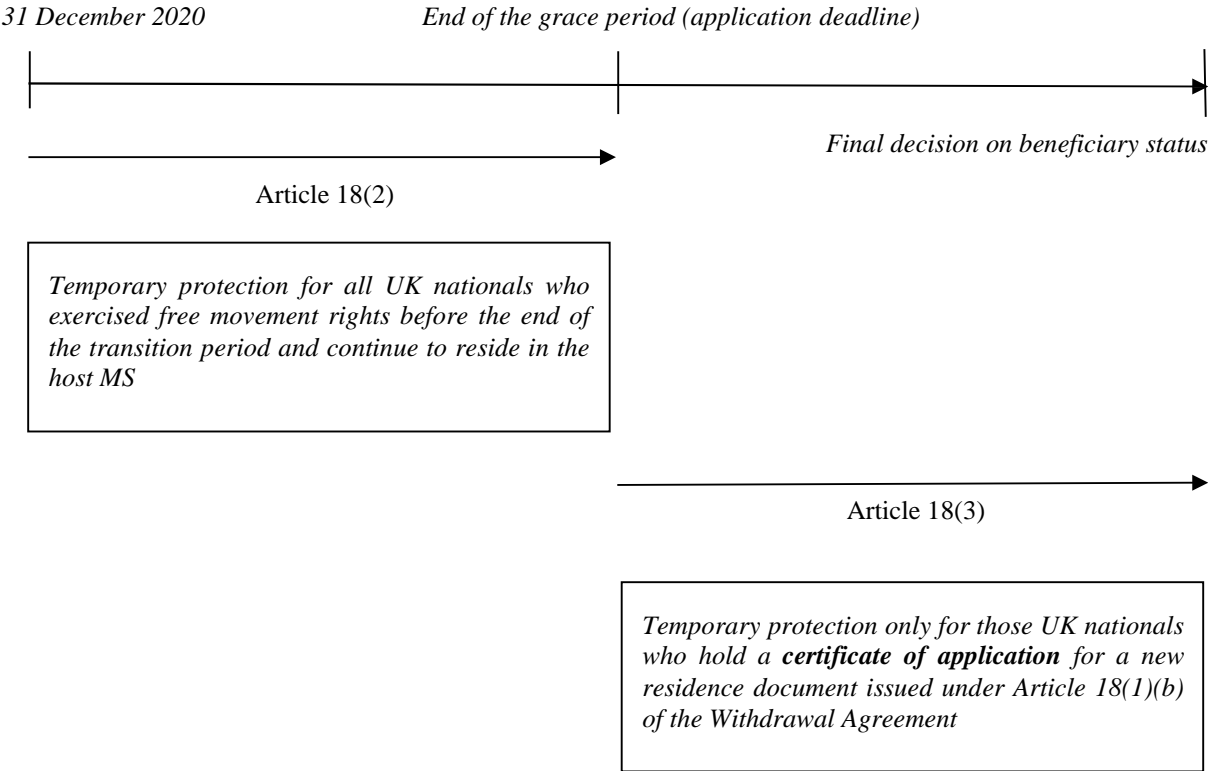 31 December 2020
End of the grace period (application deadline)
Final decision on beneficiary status
Article 18(2)
Temporary protection for all UK nationals who
exercised free movement rights before the end of
the transition period and continue to reside in the
host MS
Article 18(3)
Temporary protection only for those UK nationals
who hold a certificate of application for a new
residence document issued under Article 18(1)(b)
of the Withdrawal Agreement